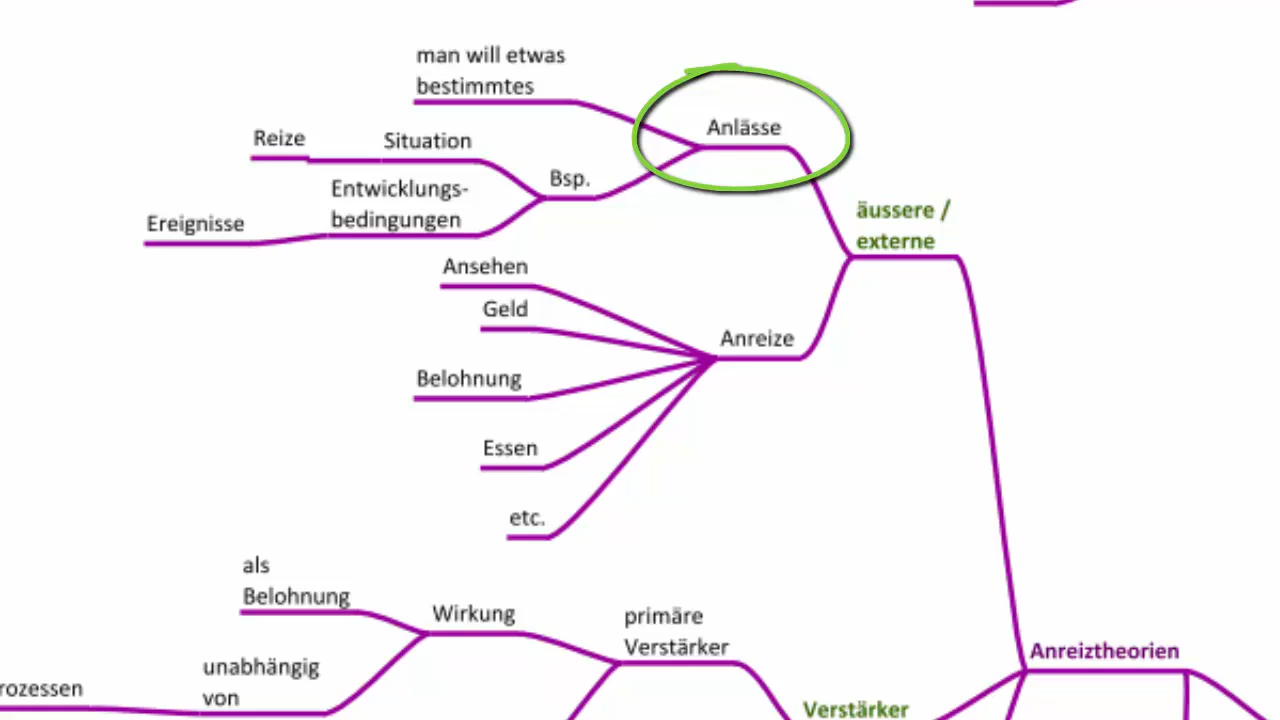 man will etwas
bestimmtes
Anlässe
Reize
Situation
Bsp.
Entwicklungs-
bedingungen
Ereignisse
äussere /
externe
Ansehen
Geld
Anreize
Belohnung
Essen
etc.
als
Belohnung
Wirkung
primäre
Verstärker
unabhängig
von
rozessen
Anreiztheorien
Verstärker